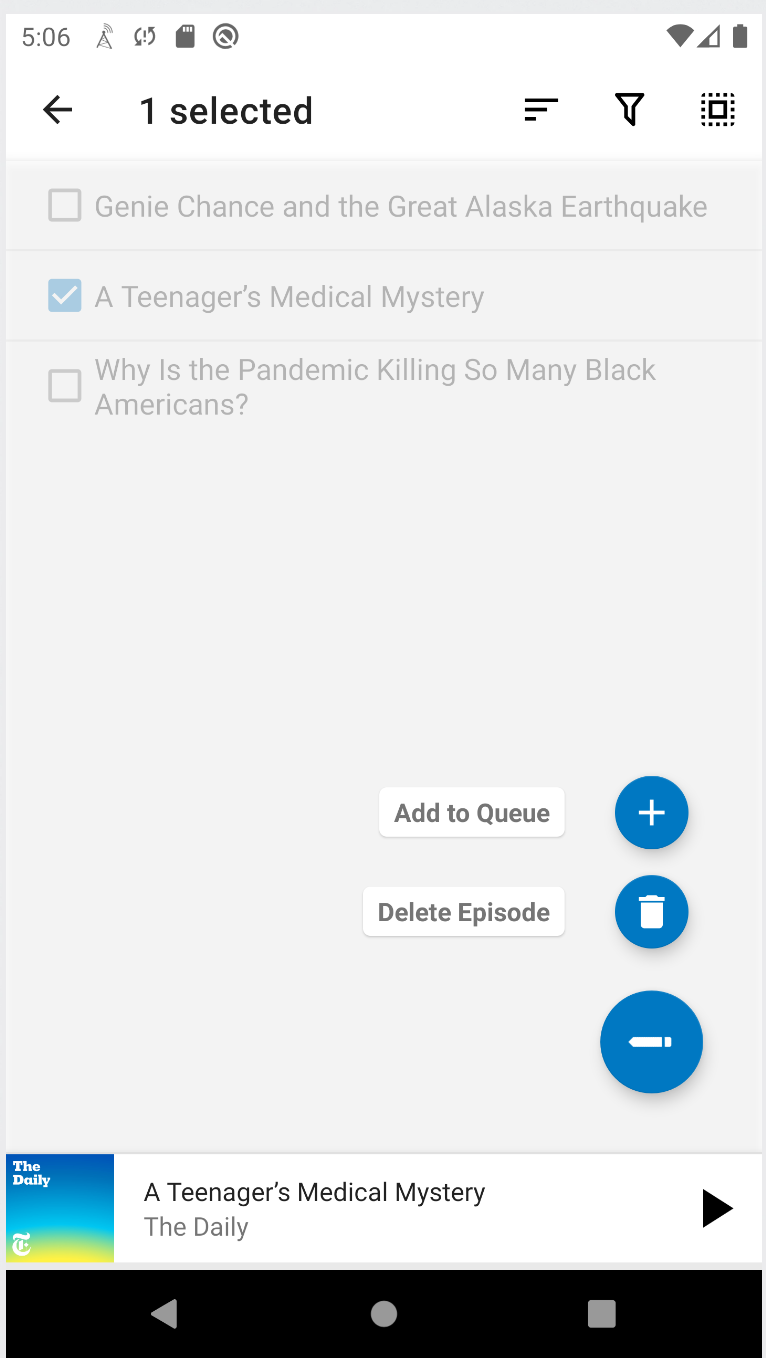 5:06
1 selected
Genie Chance and the Great Alaska Earthquake
A Teenager’s Medical Mystery
Why Is the Pandemic Killing So Many Black
Americans?
Add to Queue
Delete Episode
The
Daily
A Teenager’s Medical Mystery
The Daily